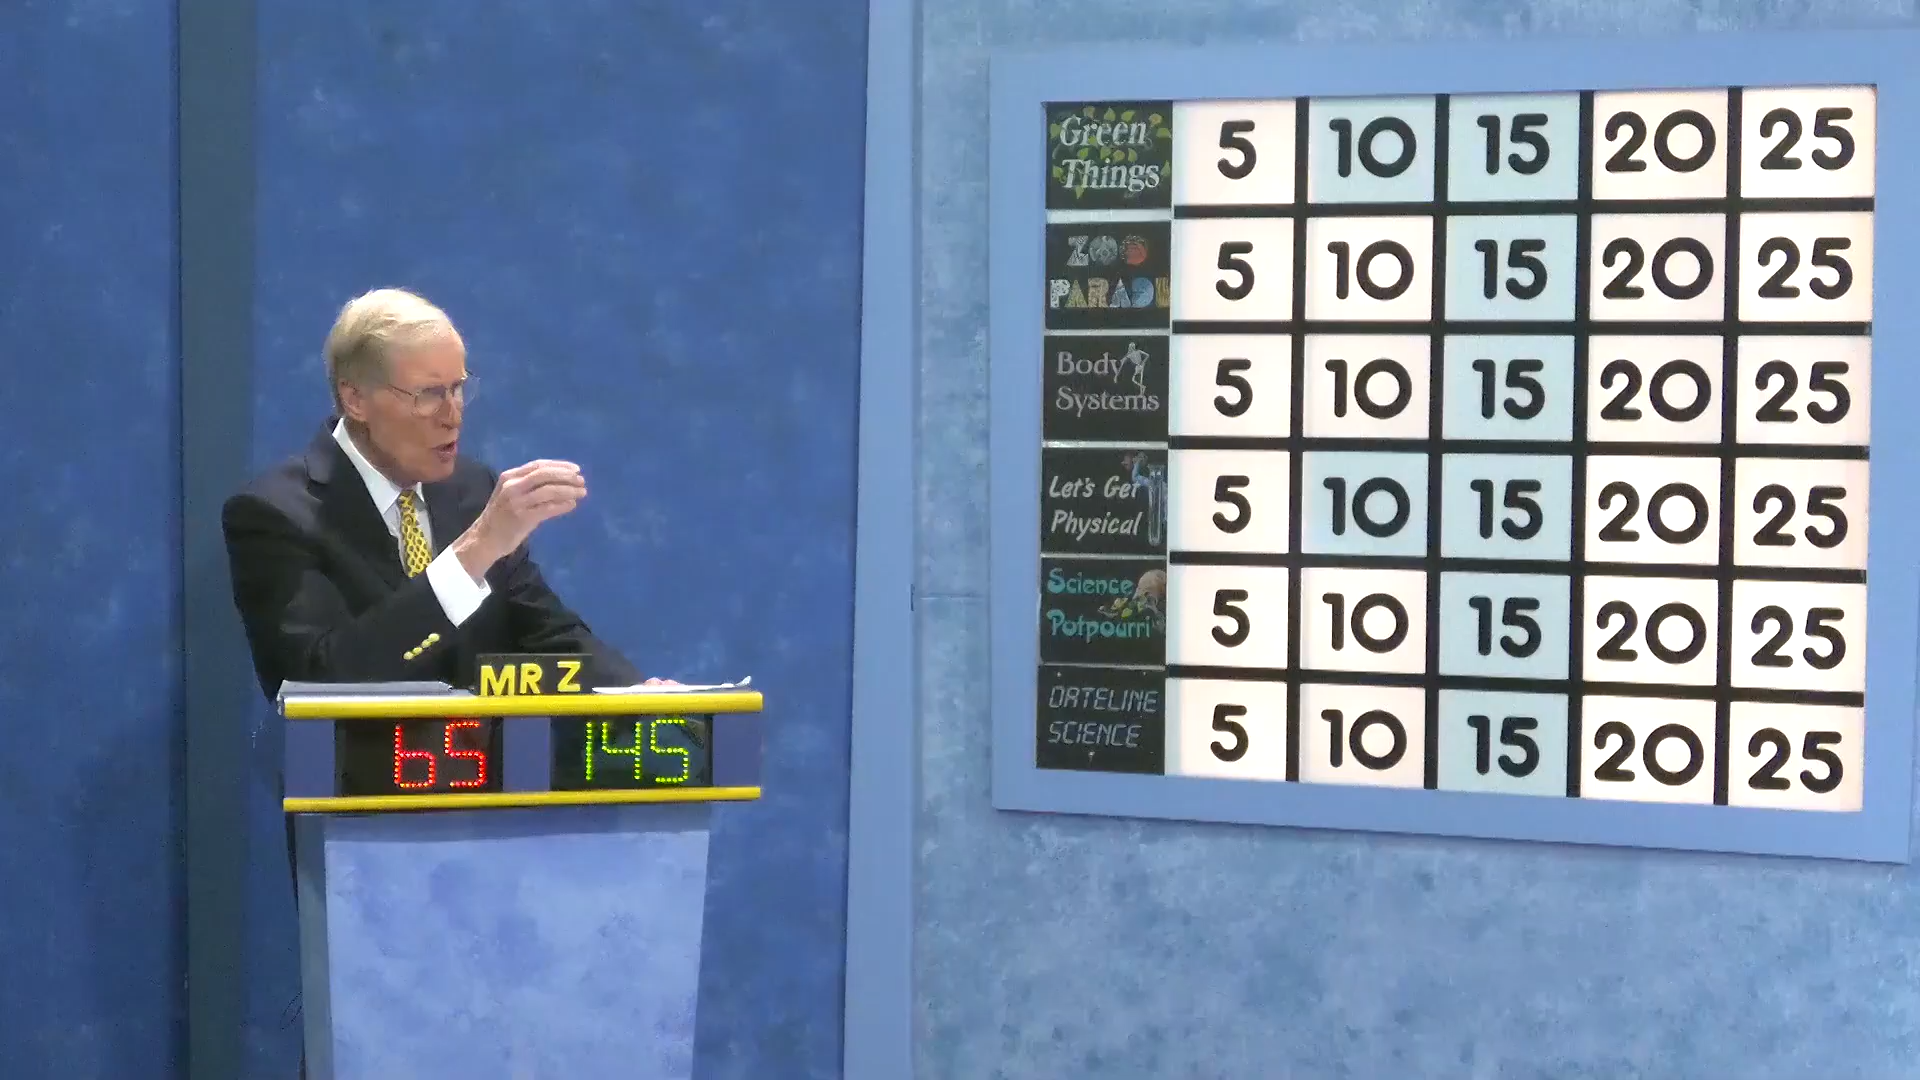 Green
Things
5 10 15 20 25
ZOO
PARADE
5 10 15 20 25
Body
Systems
5 10 15 20 25
Let's Get
Physical
5 10 15 20 25
Science
Potpourri
5 10 15 20 25
DATELINE
SCIENCE
5 10 15 20 25
MR Z
65 145